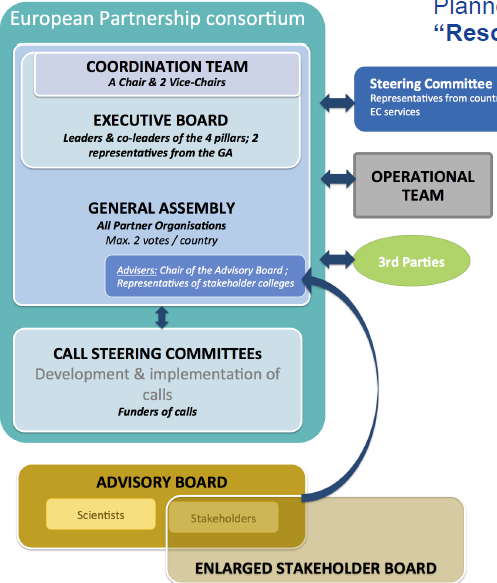 European Partnership consortium
Planne
“Reso
COORDINATION TEAM
A Chair & 2 Vice-Chairs
EXECUTIVE BOARD
Leaders & co-leaders of the 4 pillars; 2
representatives from the GA
GENERAL ASSEMBLY
All Partner Organisations
Max. 2 votes / country
Advisers: Chair of the Advisory Board ;
Representatives of stakeholder colleges
Steering Committee
Representatives from countr
EC services
OPERATIONAL
TEAM
3rd Parties
CALL STEERING COMMITTEEs
Development & implementation of
calls
Funders of calls
ADVISORY BOARD
Scientists
Stakeholders
ENLARGED STAKEHOLDER BOARD